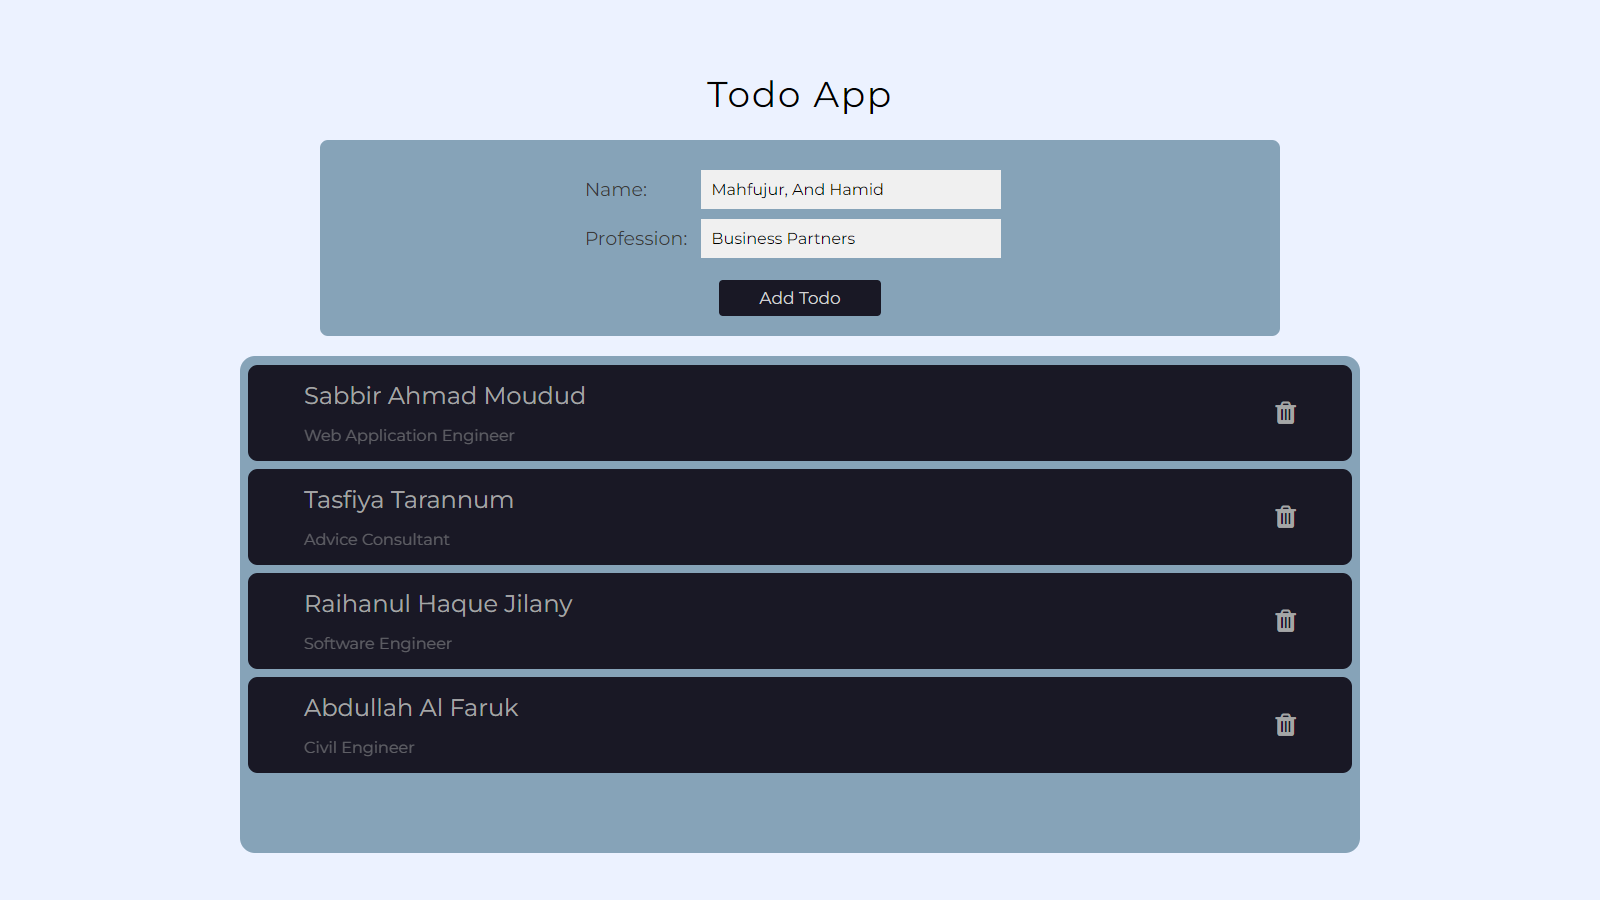 Todo App
Name: Mahfujur, And Hamid
Profession: Business Partners
Add Todo
Sabbir Ahmad Moudud
Web Application Engineer
Tasfiya Tarannum
Advice Consultant
Raihanul Haque Jilany
Software Engineer
Abdullah Al Faruk
Civil Engineer